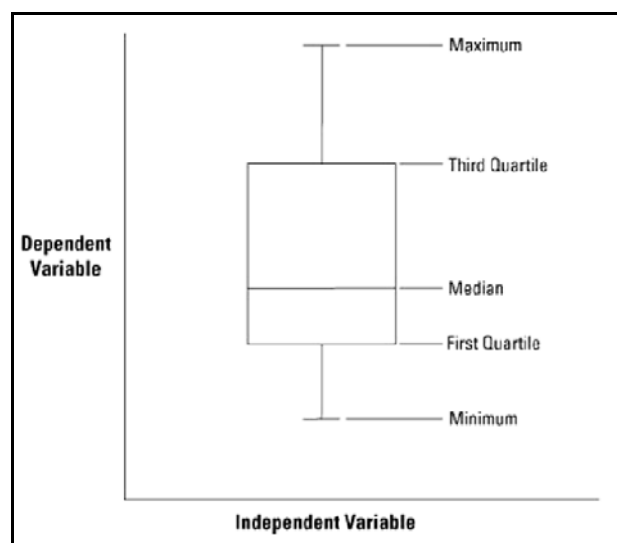 Maximum
Third Quartile
Dependent
Variable
Median
First Quartile
Minimum
Independent Variable